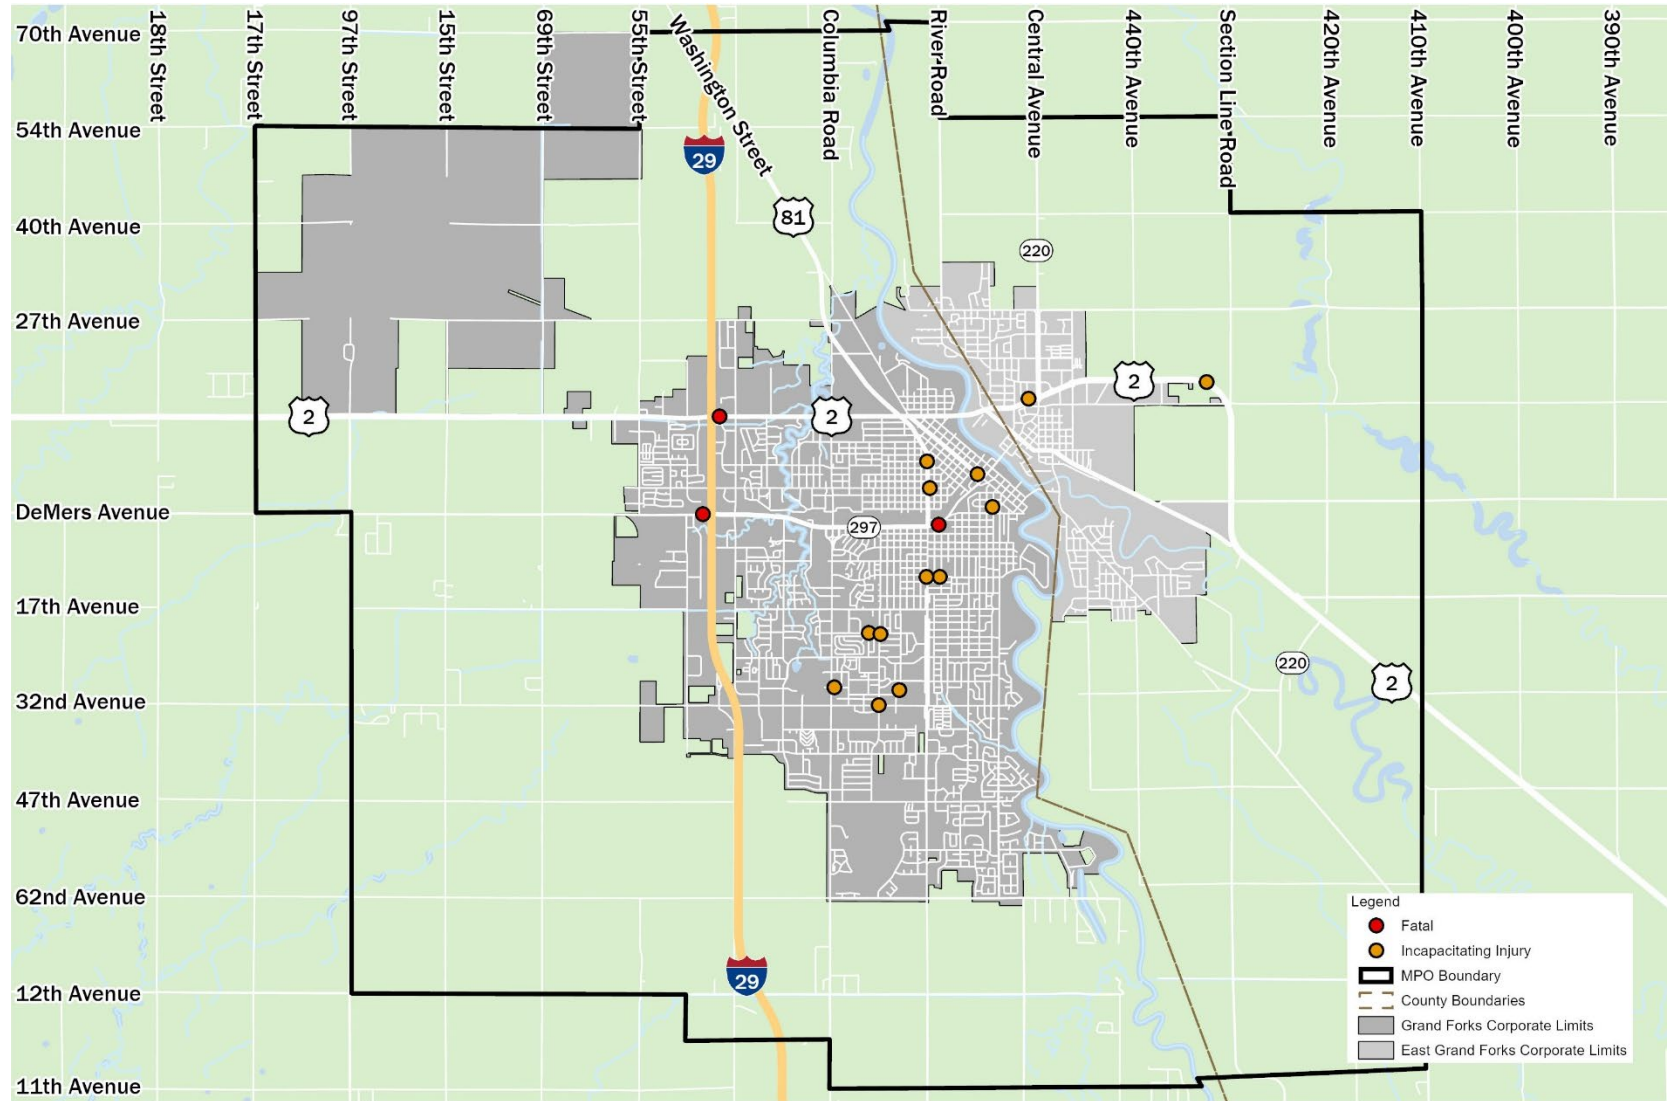 18th Street
17th Street
97th Street
15th Street
69th Street
55th Street
Washington Street
Columbia Road
River Road
Central Avenue
440th Avenue
Section Line Road
420th Avenue
410th Avenue
400th Avenue
390th Avenue
70th Avenue
54th Avenue
29
81
40th Avenue
220
27th Avenue
2
2
2
DeMers Avenue
297
17th Avenue
220
2
32nd Avenue
47th Avenue
62nd Avenue
29
12th Avenue
11th Avenue
Legend
Fatal
Incapacitating Injury
MPO Boundary
County Boundaries
Grand Forks Corporate Limits
East Grand Forks Corporate Limits